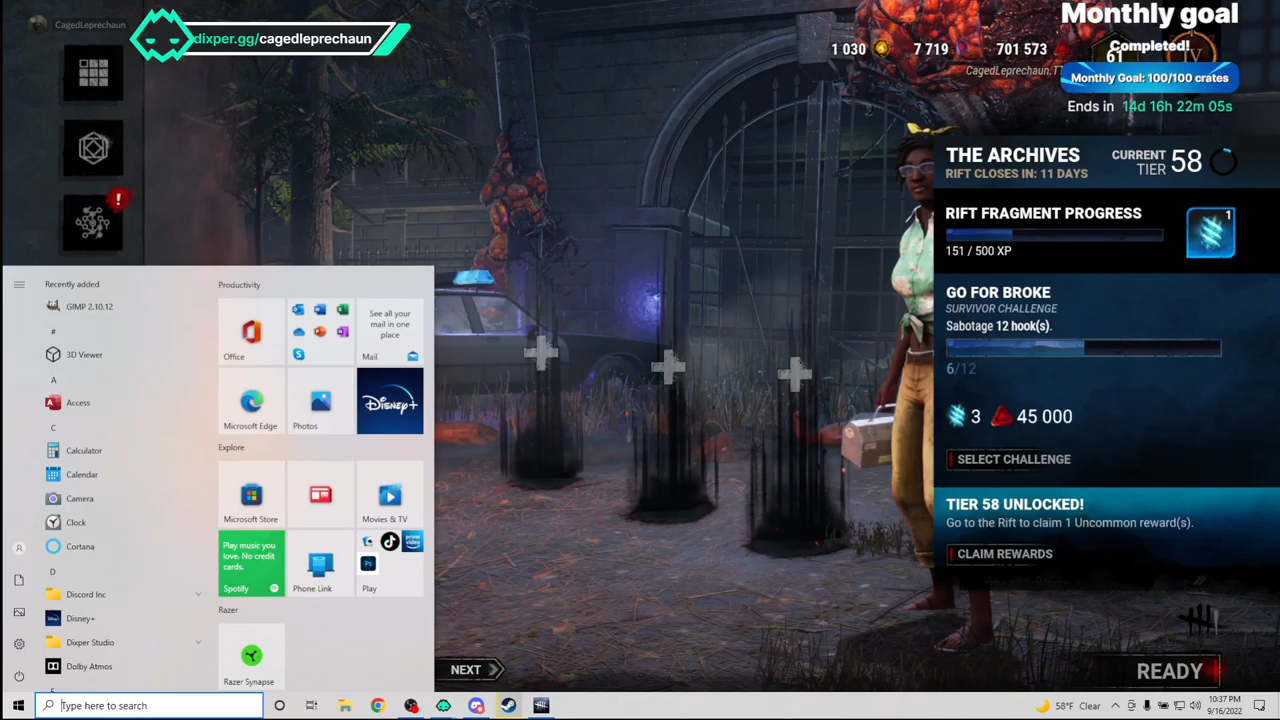 CagedLeprechaun
dixper.gg/cagedleprechaun
1 030
7 719
701 573
61
IV
Monthly goal
Completed!
CagedLeprechaun.T
Monthly Goal: 100/100 crates
Ends in 14d 16h 22m 05s
!
THE ARCHIVES
RIFT CLOSES IN: 11 DAYS
CURRENT
TIER 58
RIFT FRAGMENT PROGRESS
1
151 / 500 XP
GO FOR BROKE
SURVIVOR CHALLENGE
Sabotage 12 hook(s).
6/12
3
45 000
SELECT CHALLENGE
TIER 58 UNLOCKED!
Go to the Rift to claim 1 Uncommon reward(s).
CLAIM REWARDS
NEXT
READY
Recently added
GIMP 2.10.12
#
3D Viewer
A
Access
C
Calculator
Calendar
Camera
Clock
Cortana
D
Discord Inc
Disney+
Dixper Studio
Dolby Atmos
Productivity
Office
See all your
mail in one
place
Mail
Microsoft Edge
Photos
Disney+
Explore
Microsoft Store
Movies & TV
Play music you
love. No credit
cards.
Spotify
Phone Link
prime video
Ps
Play
Razer
Razer Synapse
Type here to search
58°F Clear
10:37 PM
9/16/2022